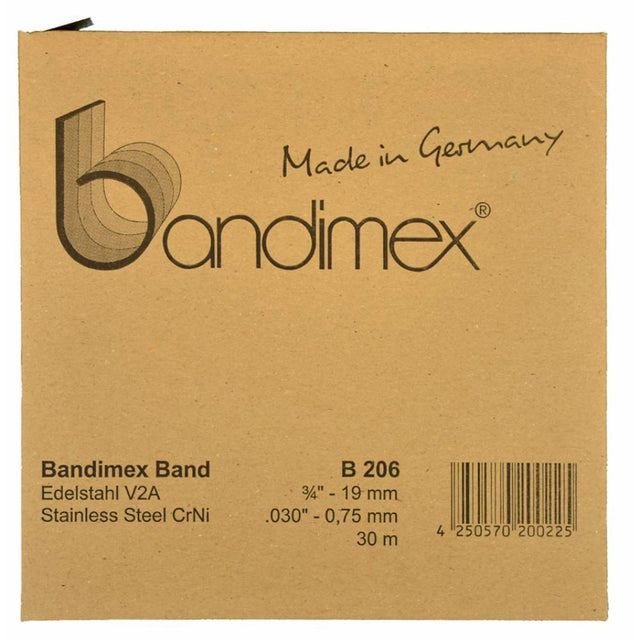 Made in Germany
bandimex®
Bandimex Band B 206
Edelstahl V2A ¾" - 19 mm
Stainless Steel CrNi .030" - 0,75 mm
30 m
4 250570 200225